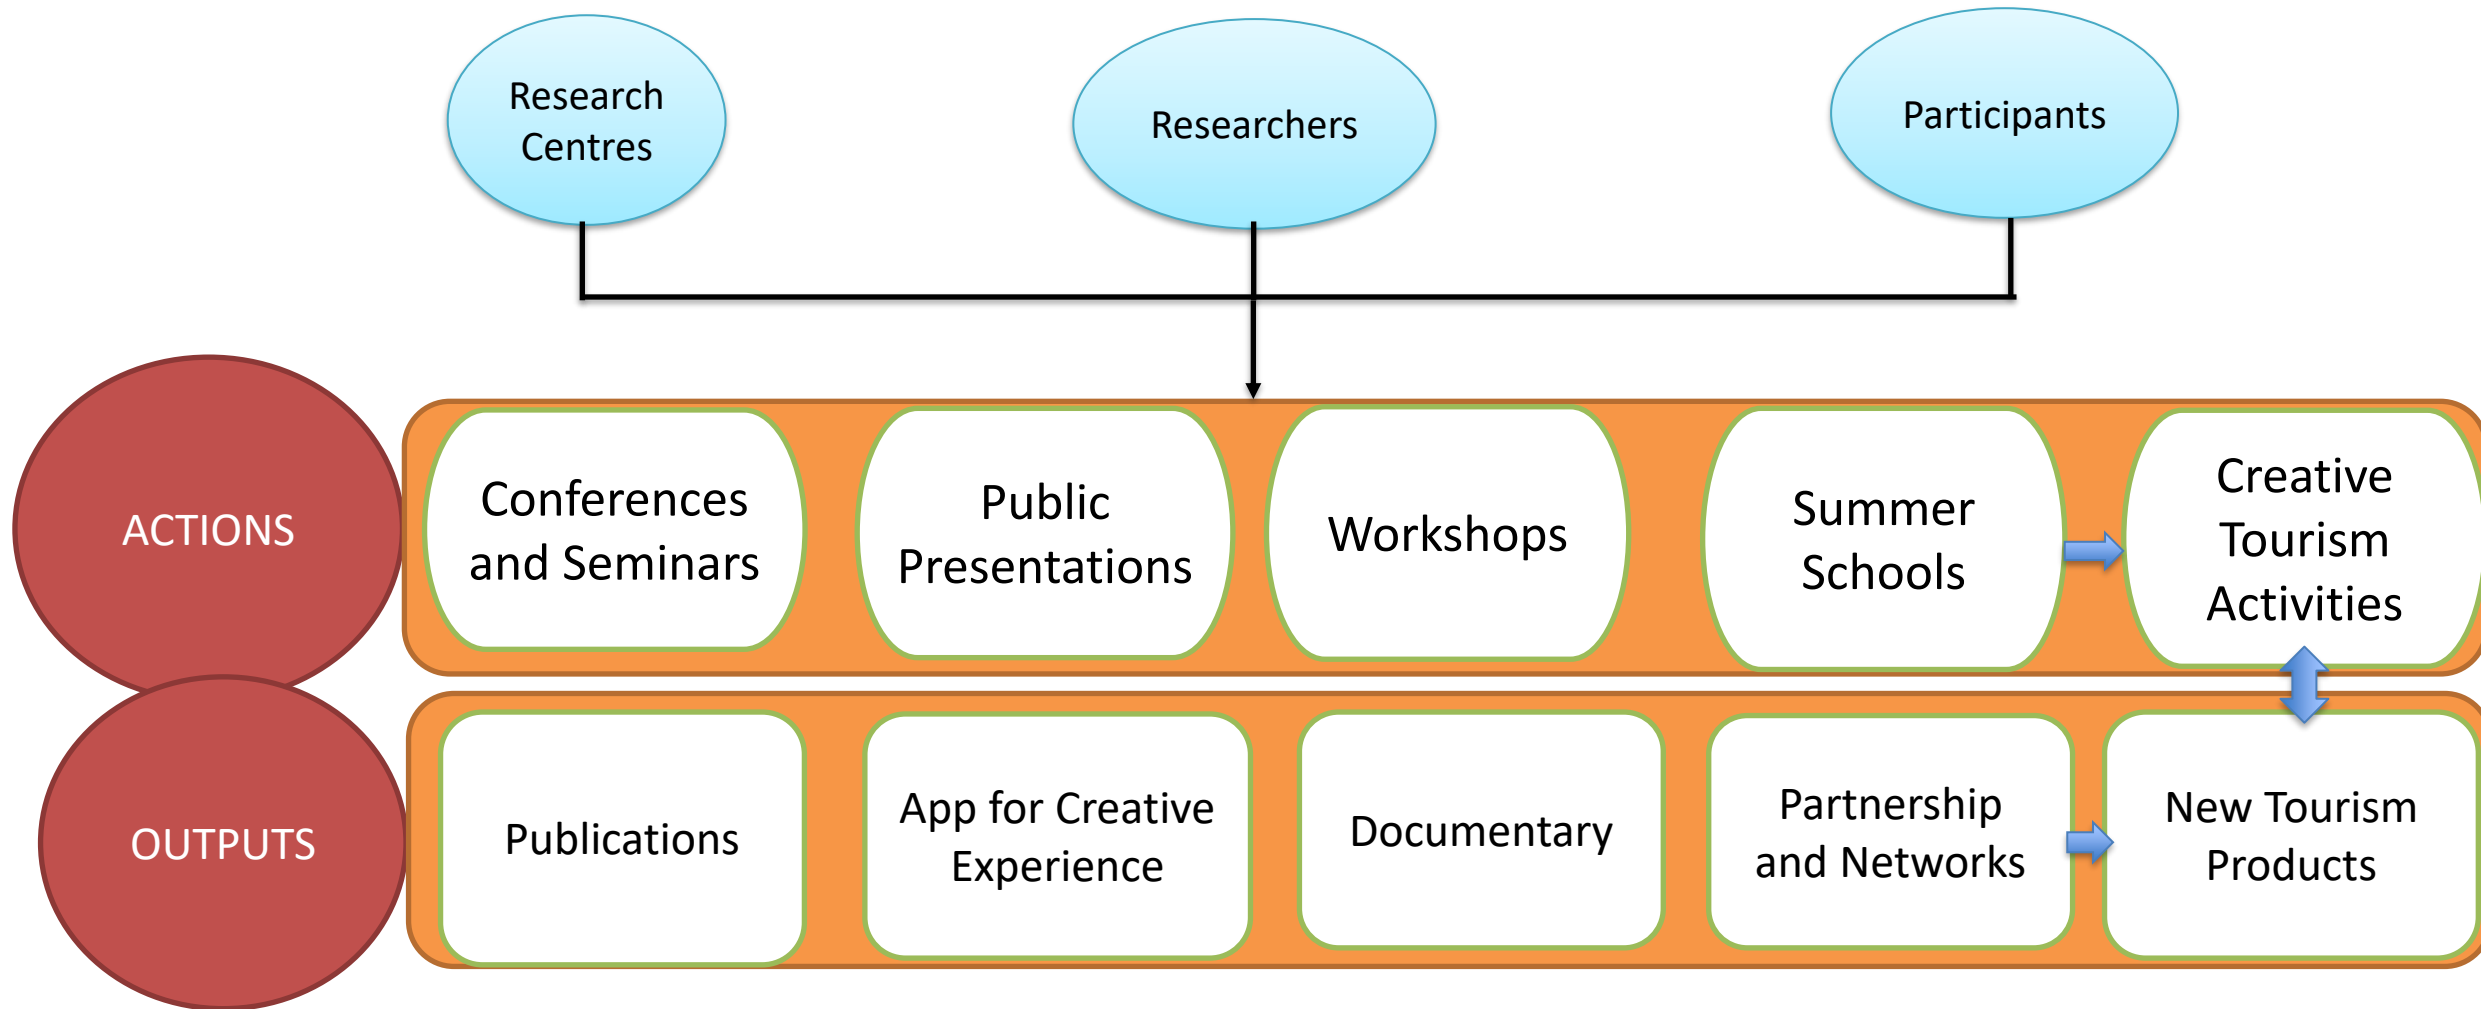 Research
Centres
Researchers
Participants
ACTIONS
Conferences
and Seminars
Public
Presentations
Workshops
Summer
Schools
Creative
Tourism
Activities
OUTPUTS
Publications
App for Creative
Experience
Documentary
Partnership
and Networks
New Tourism
Products